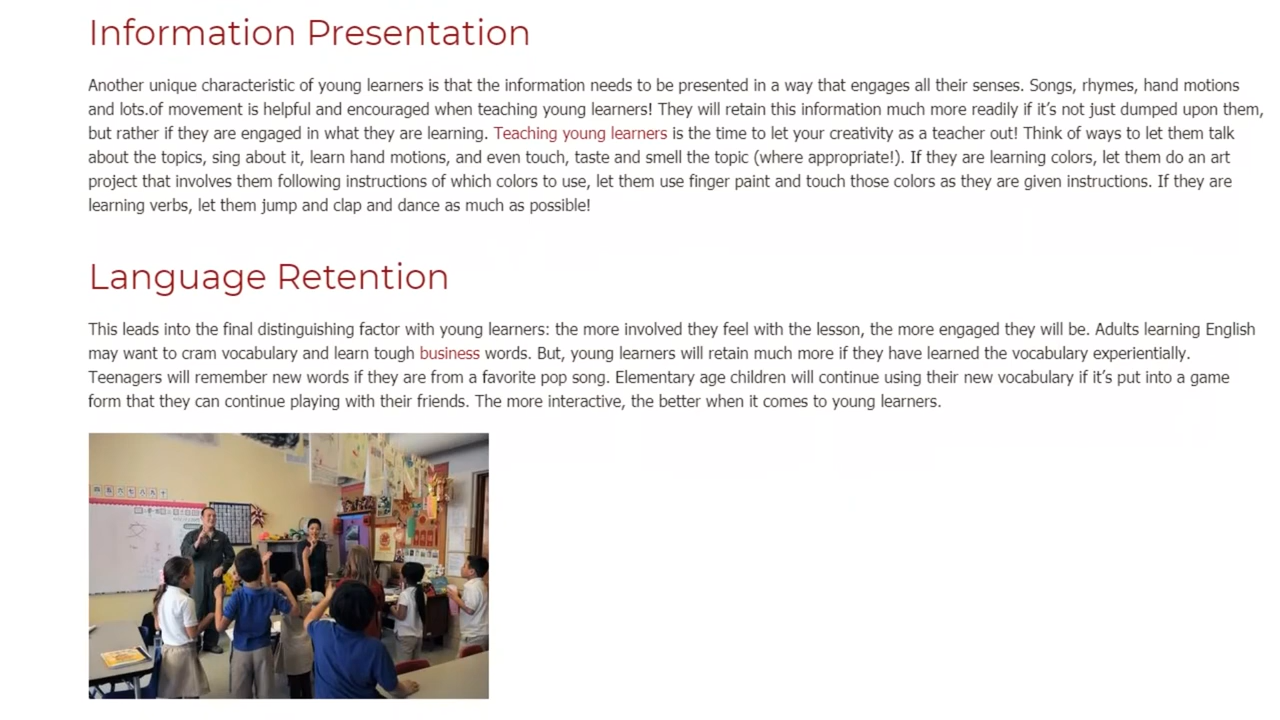 Information Presentation
Another unique characteristic of young learners is that the information needs to be presented in a way that engages all their senses. Songs, rhymes, hand motions
and lots.of movement is helpful and encouraged when teaching young learners! They will retain this information much more readily if it’s not just dumped upon them,
but rather if they are engaged in what they are learning. Teaching young learners is the time to let your creativity as a teacher out! Think of ways to let them talk
about the topics, sing about it, learn hand motions, and even touch, taste and smell the topic (where appropriate!). If they are learning colors, let them do an art
project that involves them following instructions of which colors to use, let them use finger paint and touch those colors as they are given instructions. If they are
learning verbs, let them jump and clap and dance as much as possible!
Language Retention
This leads into the final distinguishing factor with young learners: the more involved they feel with the lesson, the more engaged they will be. Adults learning English
may want to cram vocabulary and learn tough business words. But, young learners will retain much more if they have learned the vocabulary experientially.
Teenagers will remember new words if they are from a favorite pop song. Elementary age children will continue using their new vocabulary if it’s put into a game
form that they can continue playing with their friends. The more interactive, the better when it comes to young learners.
四 五 六 七 八 九 十